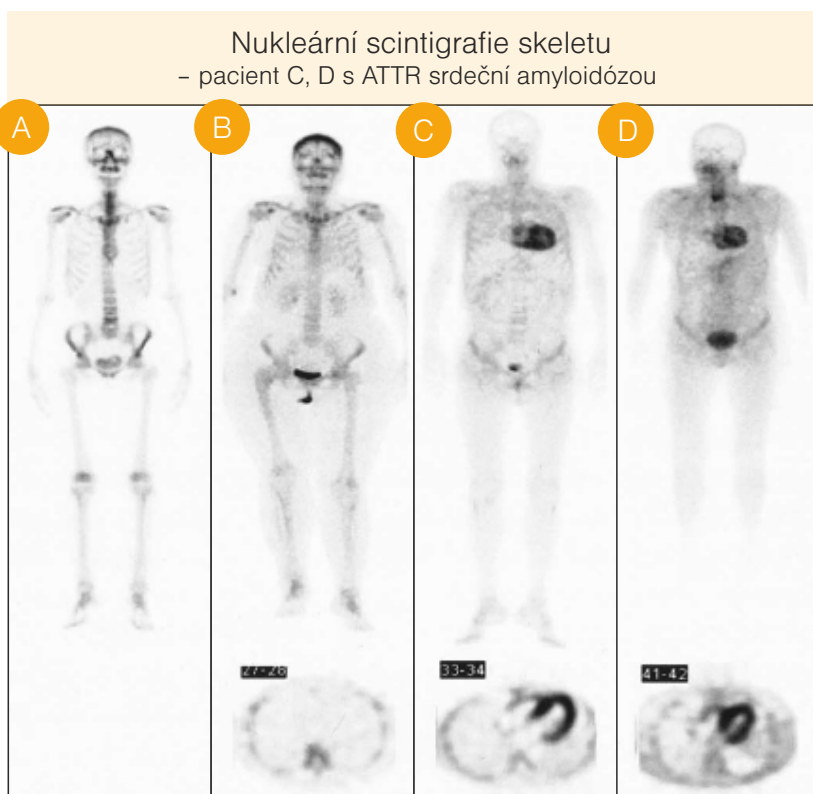 Nukleární scintigrafie skeletu
– pacient C, D s ATTR srdeční amyloidózou
A
B
C
D
27-28
33-34
41-42